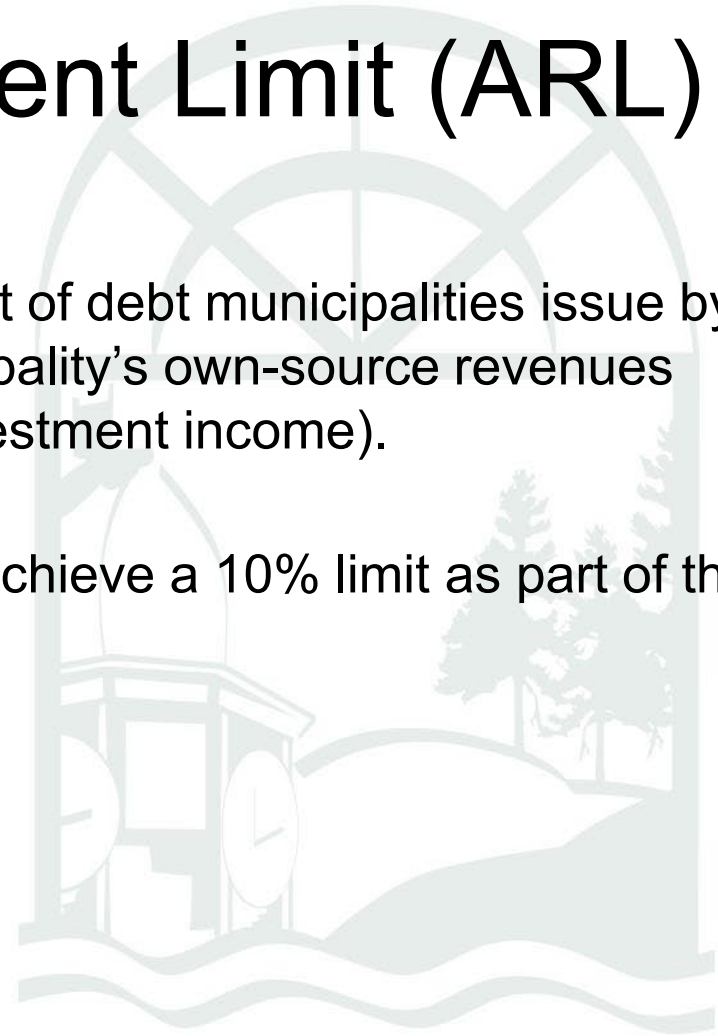 ent Limit (ARL)
t of debt municipalities issue by
pality’s own-source revenues
estment income).
chieve a 10% limit as part of th